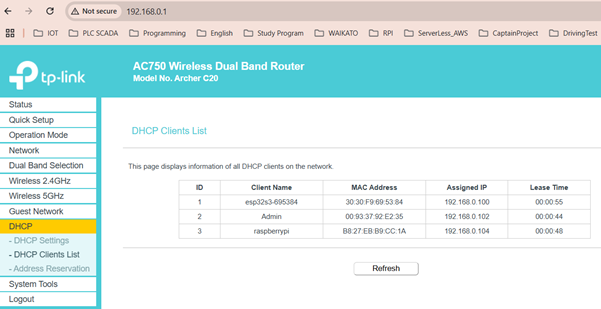 Not secure 192.168.0.1
IOT PLC SCADA Programming English Study Program WAIKATO RPI ServerLess_AWS CaptainProject DrivingTest
tp-link
AC750 Wireless Dual Band Router
Model No. Archer C20
Status
Quick Setup
Operation Mode
Network
Dual Band Selection
Wireless 2.4GHz
Wireless 5GHz
Guest Network
DHCP
- DHCP Settings
- DHCP Clients List
- Address Reservation
System Tools
Logout
DHCP Clients List
This page displays information of all DHCP clients on the network.
ID Client Name MAC Address Assigned IP Lease Time
1 esp32s3-695384 30:30:F9:69:53:84 192.168.0.100 00:00:55
2 Admin 00:93:37:92:E2:35 192.168.0.102 00:00:44
3 raspberrypi B8:27:EB:B9:CC:1A 192.168.0.104 00:00:48
Refresh